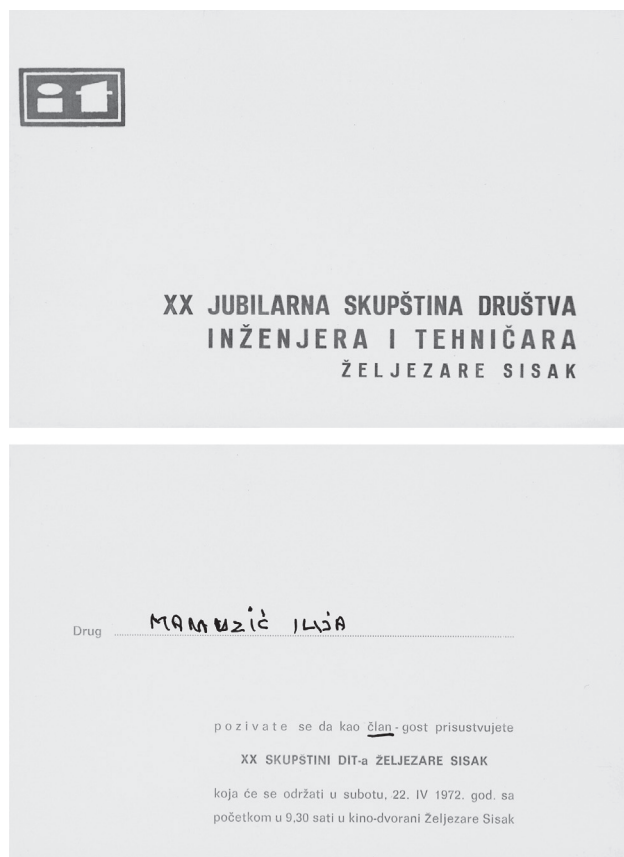 it
XX JUBILARNA SKUPŠTINA DRUŠTVA
INŽENJERA I TEHNIČARA
ŽELJEZARE SISAK
Drug MAMUZIĆ ILIJA
pozivate se da kao član-gost prisustvujete
XX SKUPŠTINI DIT-a ŽELJEZARE SISAK
koja će se održati u subotu, 22. IV 1972. god. sa
početkom u 9,30 sati u kino-dvorani Željezare Sisak